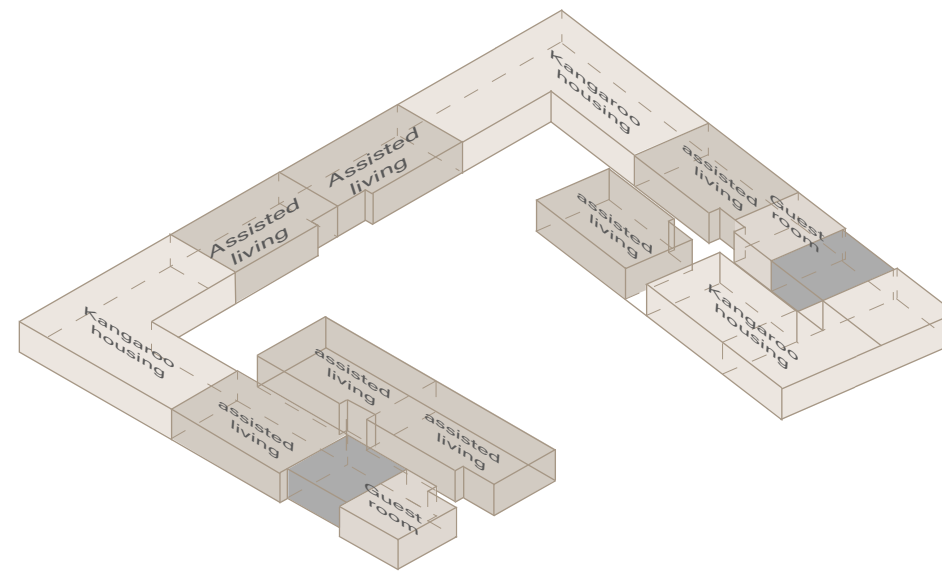 Kangaroo
housing
Assisted
living
assisted
living
Guest
room
assisted
living
Assisted
living
Kangaroo
housing
Kangaroo
housing
assisted
living
assisted
living
assisted
living
Guest
room